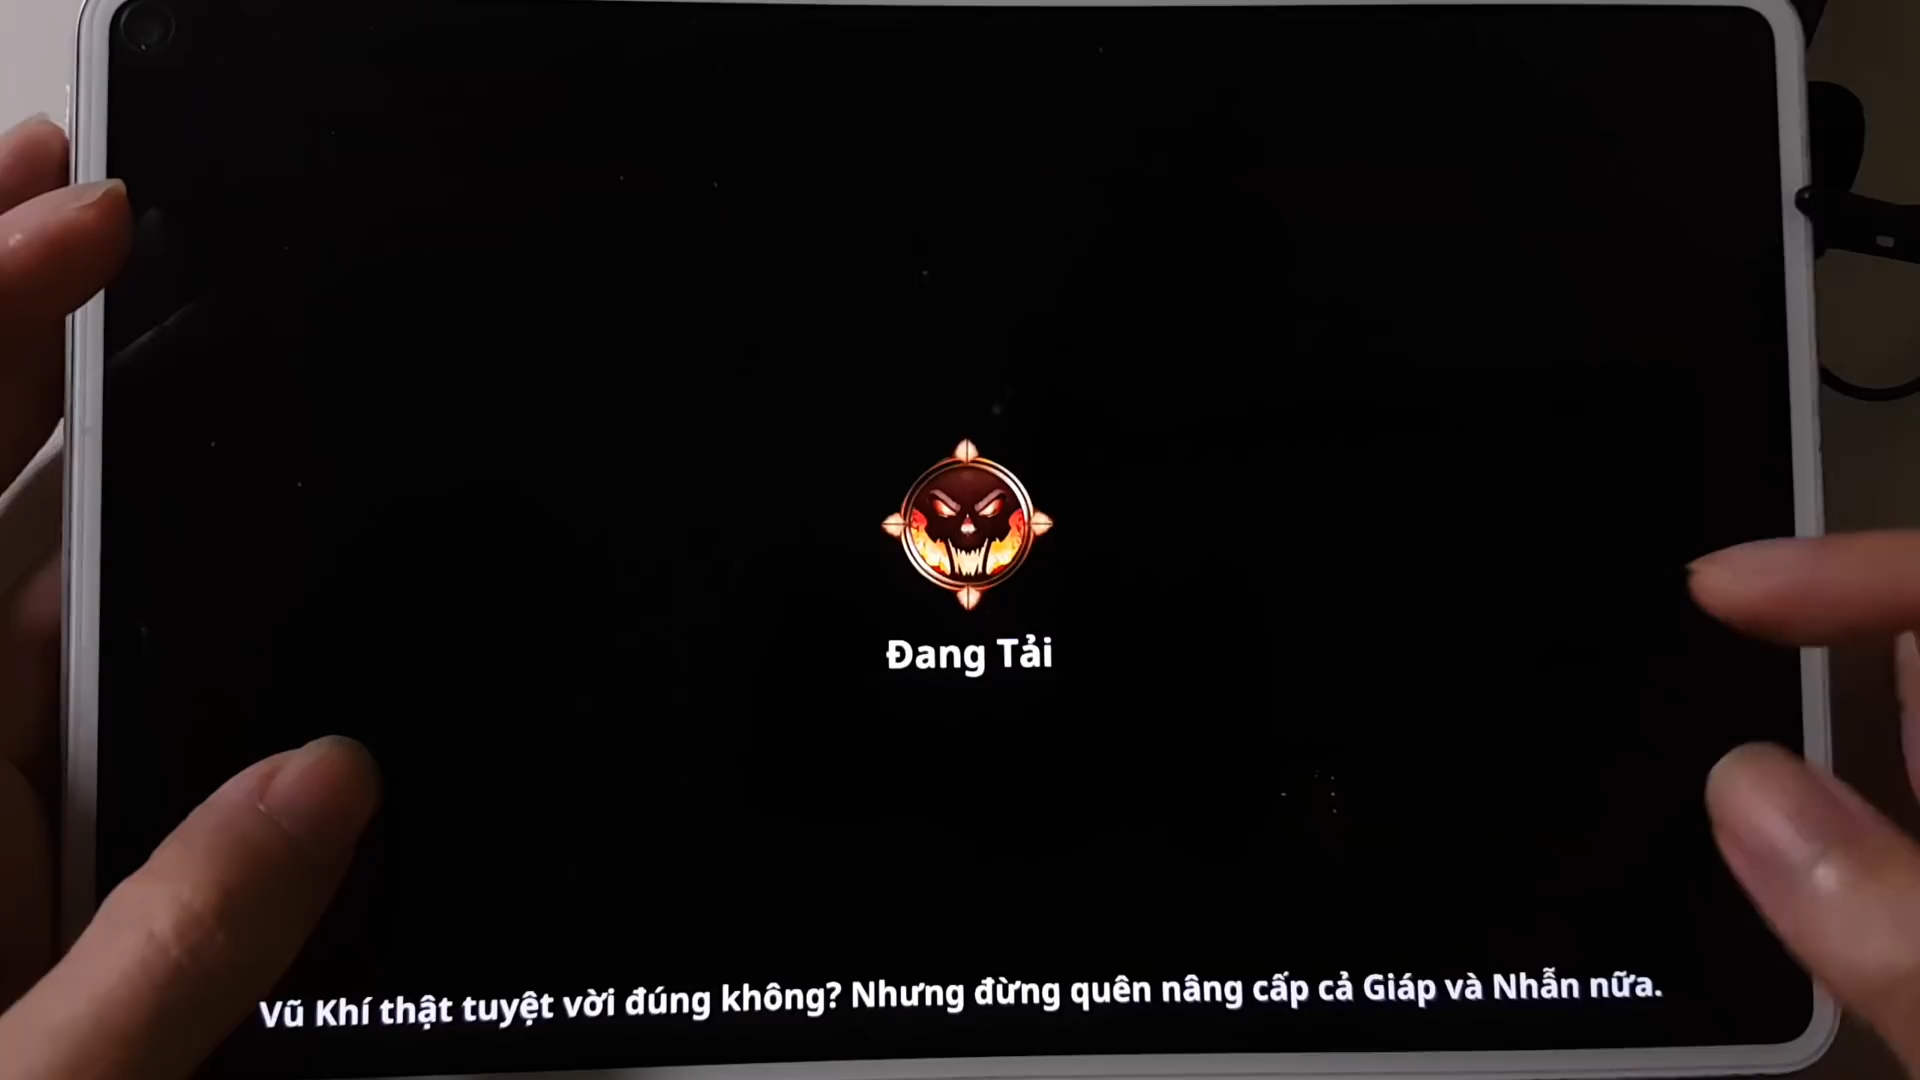 Đang Tải
Vũ Khí thật tuyệt vời đúng không? Nhưng đừng quên nâng cấp cả Giáp và Nhẫn nữa.